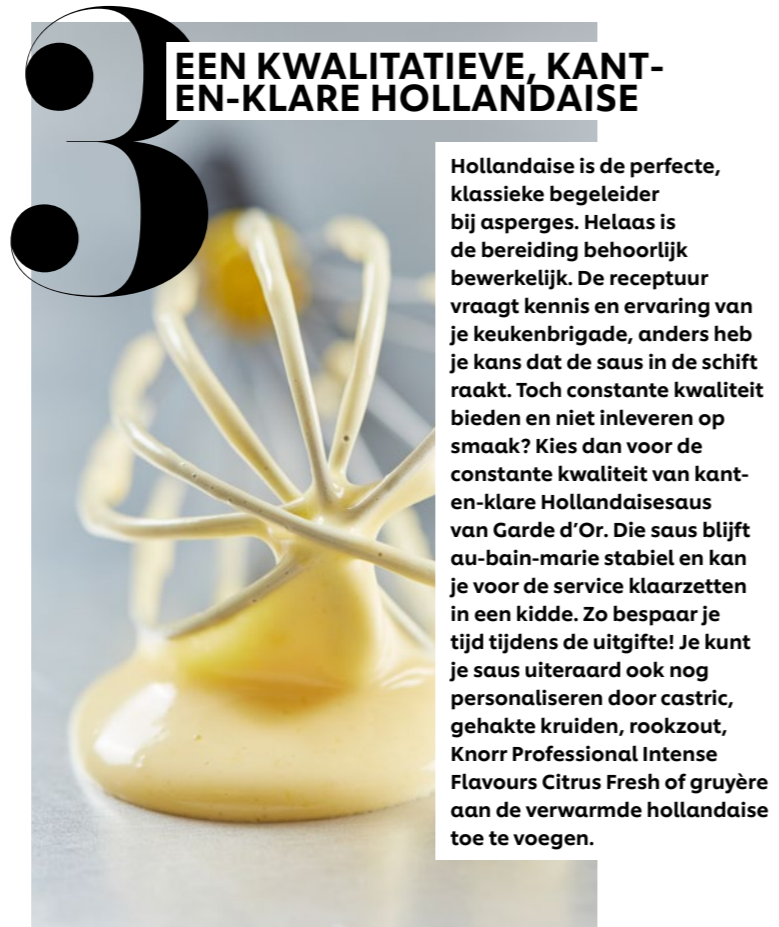 3
EEN KWALITATIEVE, KANT-
EN-KLARE HOLLANDAISE
Hollandaise is de perfecte,
klassieke begeleider
bij asperges. Helaas is
de bereiding behoorlijk
bewerkelijk. De receptuur
vraagt kennis en ervaring van
je keukenbrigade, anders heb
je kans dat de saus in de schift
raakt. Toch constante kwaliteit
bieden en niet inleveren op
smaak? Kies dan voor de
constante kwaliteit van kant-
en-klare Hollandaisesaus
van Garde d’Or. Die saus blijft
au-bain-marie stabiel en kan
je voor de service klaarzetten
in een kidde. Zo bespaar je
tijd tijdens de uitgifte! Je kunt
je saus uiteraard ook nog
personaliseren door castric,
gehakte kruiden, rookzout,
Knorr Professional Intense
Flavours Citrus Fresh of gruyère
aan de verwarmde hollandaise
toe te voegen.